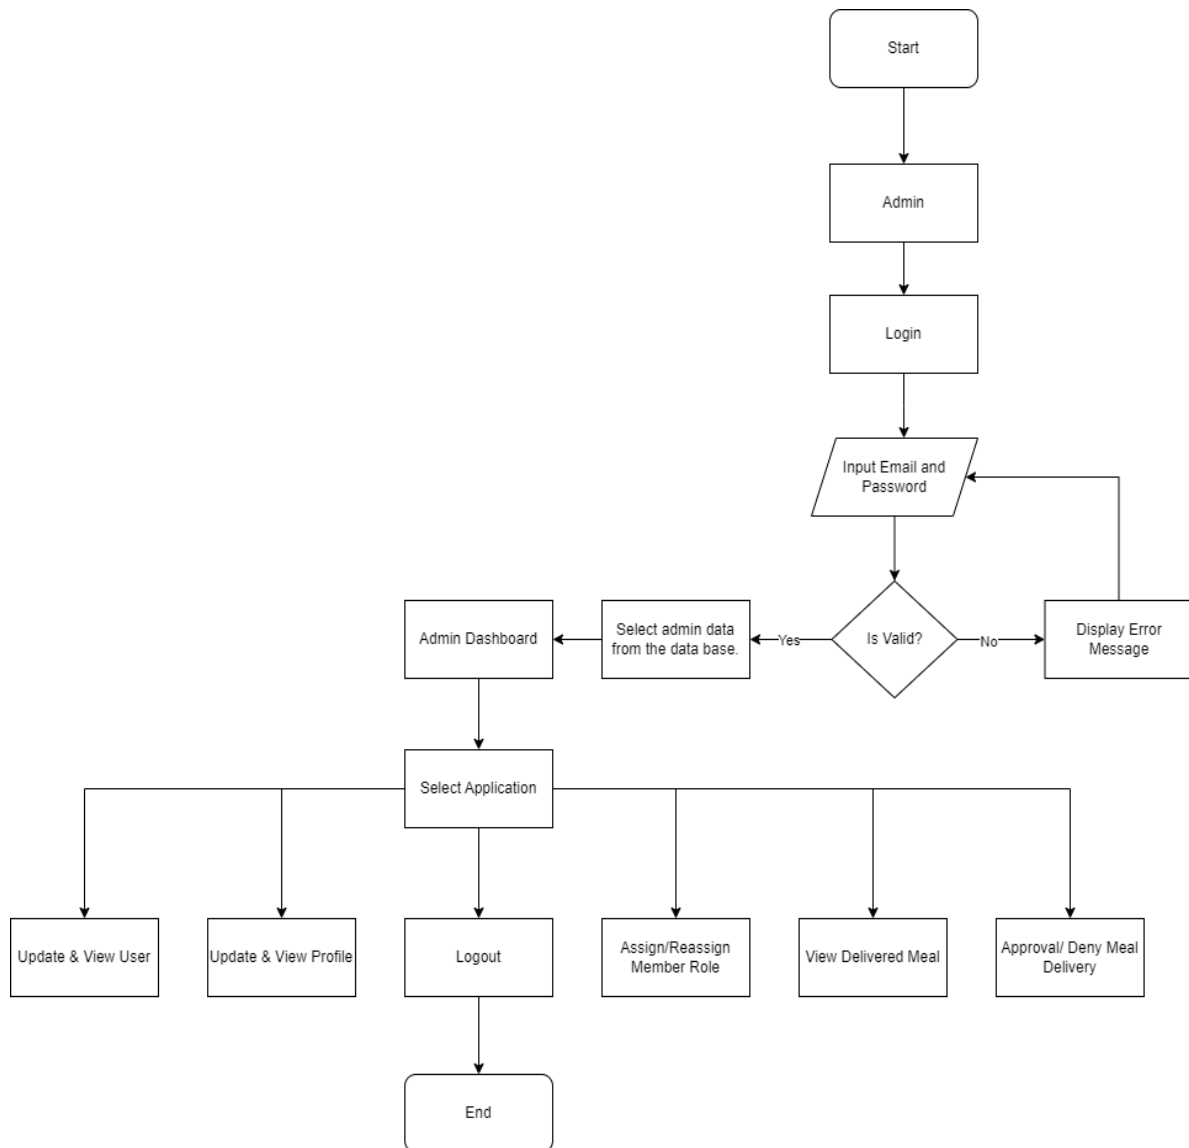 Start
Admin
Login
Input Email and
Password
Admin Dashboard
Select admin data
from the data base.
Yes
Is Valid?
No
Display Error
Message
Select Application
Update & View User
Update & View Profile
Logout
Assign/Reassign
Member Role
View Delivered Meal
Approval/ Deny Meal
Delivery
End